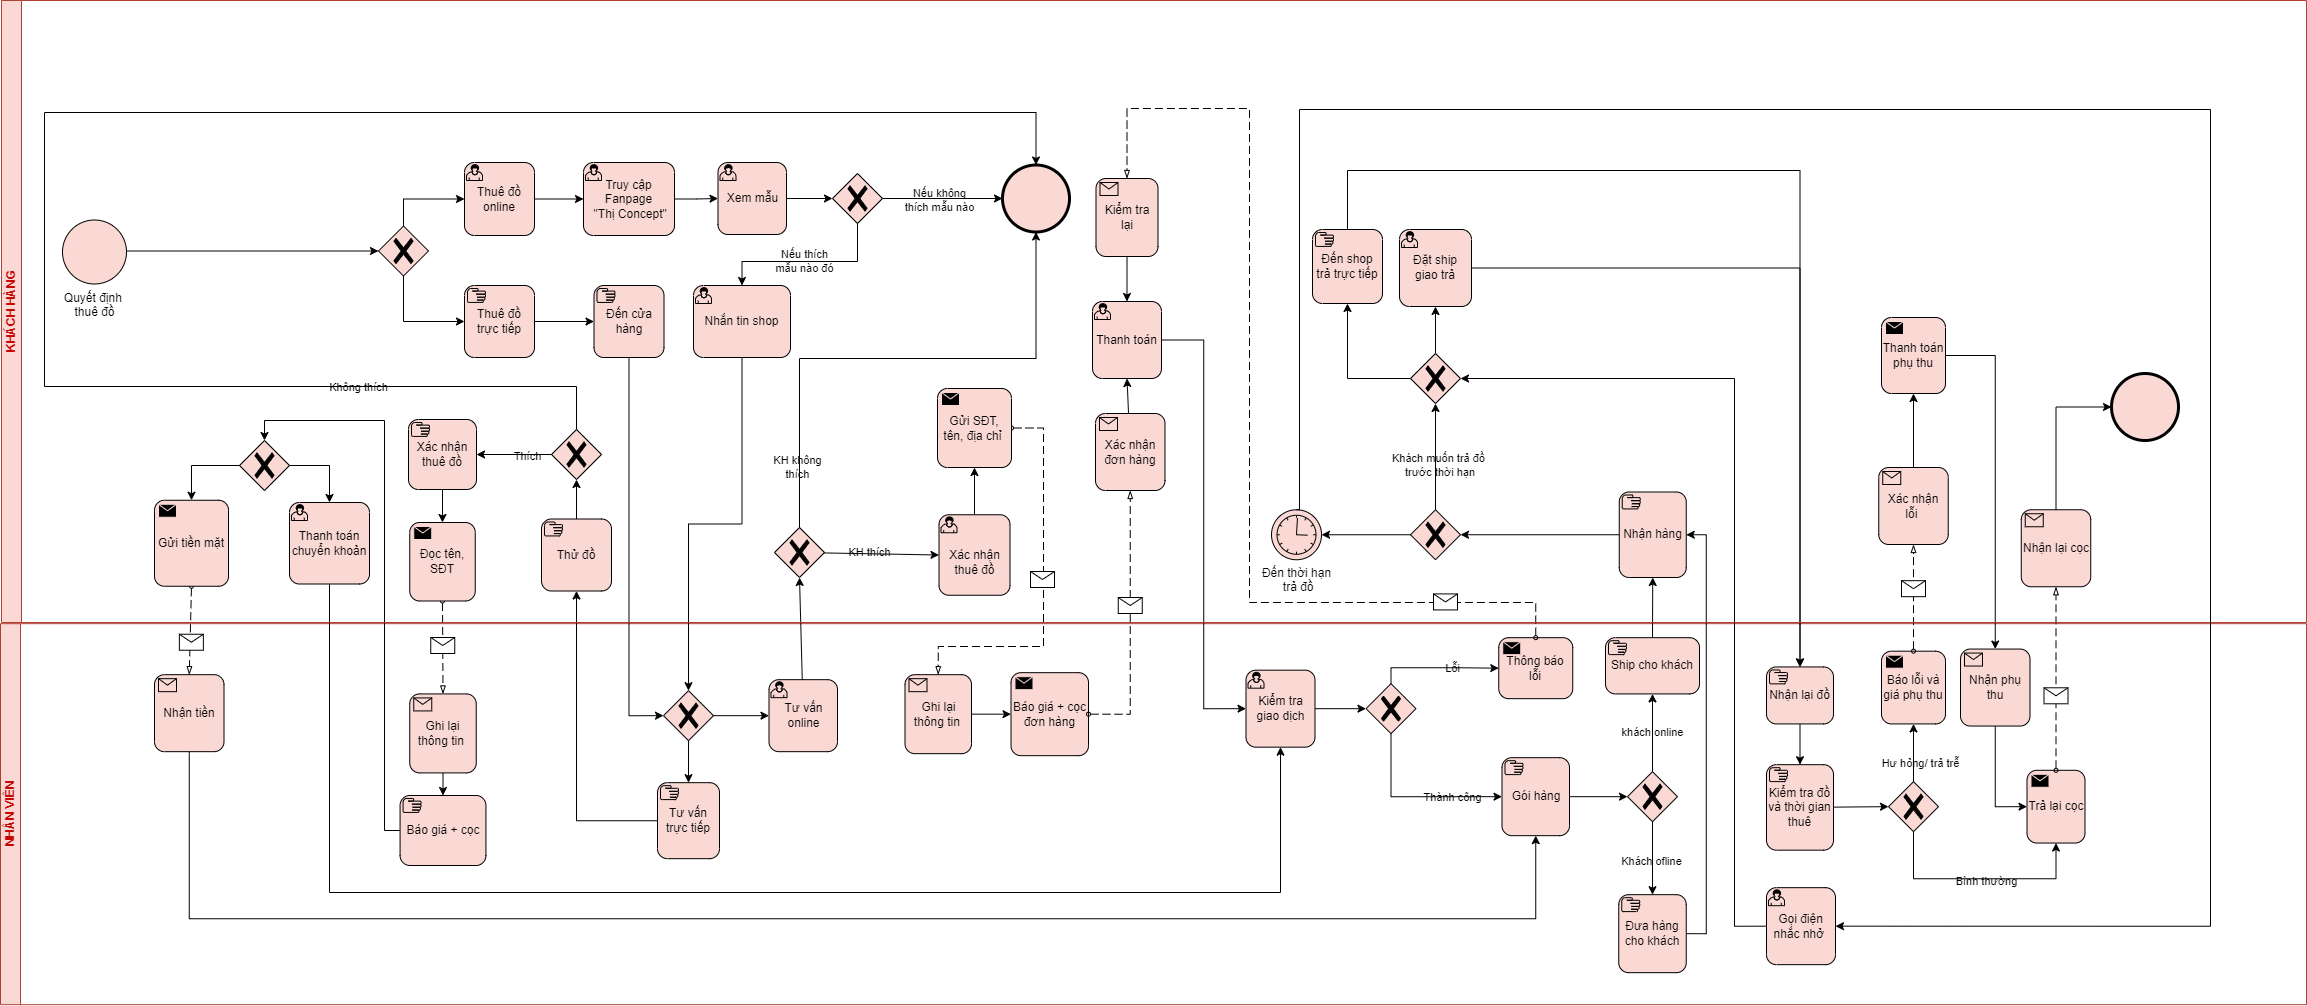 KHÁCH HÀNG
Quyết định
thuê đồ
Thuê đồ
online
Truy cập
Fanpage
"Thị Concept"
Xem mẫu
Nếu không
thích mẫu nào
Nếu thích
mẫu nào đó
Thuê đồ
trực tiếp
Đến cửa
hàng
Nhắn tin shop
Không thích
Xác nhận
thuê đồ
Thích
Gửi tiền mặt
Thanh toán
chuyển khoản
Đọc tên,
SĐT
Thử đồ
KH không
thích
KH thích
Gửi SĐT,
tên, địa chỉ
Xác nhận
thuê đồ
Kiểm tra
lại
Thanh toán
Xác nhận
đơn hàng
Đến shop
trả trực tiếp
Đặt ship
giao trả
Khách muốn trả đồ
trước thời hạn
Đến thời hạn
trả đồ
Nhận hàng
Thanh toán
phụ thu
Xác nhận
lỗi
Nhận lại cọc
NHÂN VIÊN
Nhận tiền
Ghi lại
thông tin
Báo giá + cọc
Tư vấn
trực tiếp
Tư vấn
online
Ghi lại
thông tin
Báo giá + cọc
đơn hàng
Kiểm tra
giao dịch
Lỗi
Thông báo
lỗi
Thành công
Gói hàng
Ship cho khách
khách online
Khách ofline
Đưa hàng
cho khách
Nhận lại đồ
Kiểm tra đồ
và thời gian
thuê
Gọi điện
nhắc nhở
Báo lỗi và
giá phụ thu
Hư hỏng/ trả trễ
Bình thường
Nhận phụ
thu
Trả lại cọc